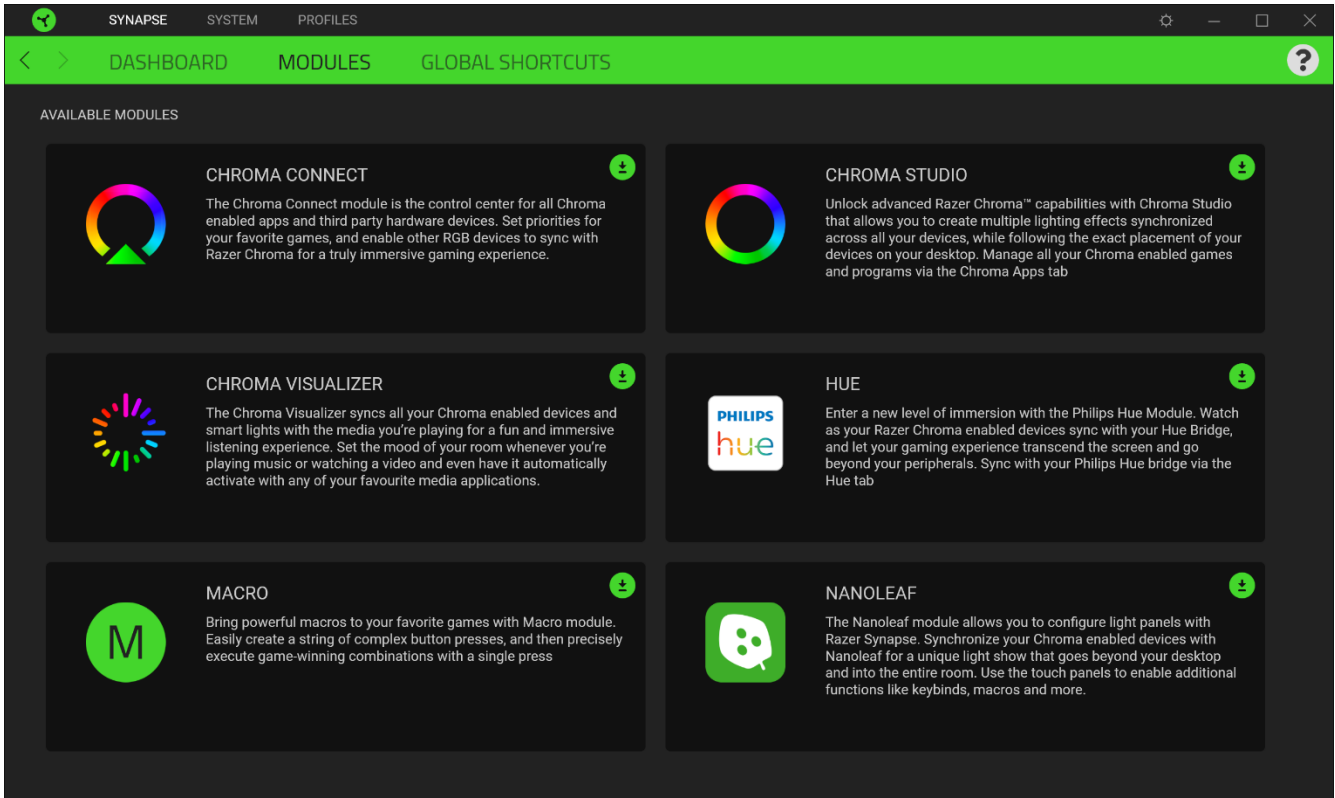 SYNAPSE SYSTEM PROFILES
DASHBOARD MODULES GLOBAL SHORTCUTS
?
AVAILABLE MODULES
CHROMA CONNECT
The Chroma Connect module is the control center for all Chroma
enabled apps and third party hardware devices. Set priorities for
your favorite games, and enable other RGB devices to sync with
Razer Chroma for a truly immersive gaming experience.
CHROMA STUDIO
Unlock advanced Razer Chroma™ capabilities with Chroma Studio
that allows you to create multiple lighting effects synchronized
across all your devices, while following the exact placement of your
devices on your desktop. Manage all your Chroma enabled games
and programs via the Chroma Apps tab
CHROMA VISUALIZER
The Chroma Visualizer syncs all your Chroma enabled devices and
smart lights with the media you're playing for a fun and immersive
listening experience. Set the mood of your room whenever you're
playing music or watching a video and even have it automatically
activate with any of your favourite media applications.
PHILIPS
hue
HUE
Enter a new level of immersion with the Philips Hue Module. Watch
as your Razer Chroma enabled devices sync with your Hue Bridge,
and let your gaming experience transcend the screen and go
beyond your peripherals. Sync with your Philips Hue bridge via the
Hue tab
M
MACRO
Bring powerful macros to your favorite games with Macro module.
Easily create a string of complex button presses, and then precisely
execute game-winning combinations with a single press
NANOLEAF
The Nanoleaf module allows you to configure light panels with
Razer Synapse. Synchronize your Chroma enabled devices with
Nanoleaf for a unique light show that goes beyond your desktop
and into the entire room. Use the touch panels to enable additional
functions like keybinds, macros and more.